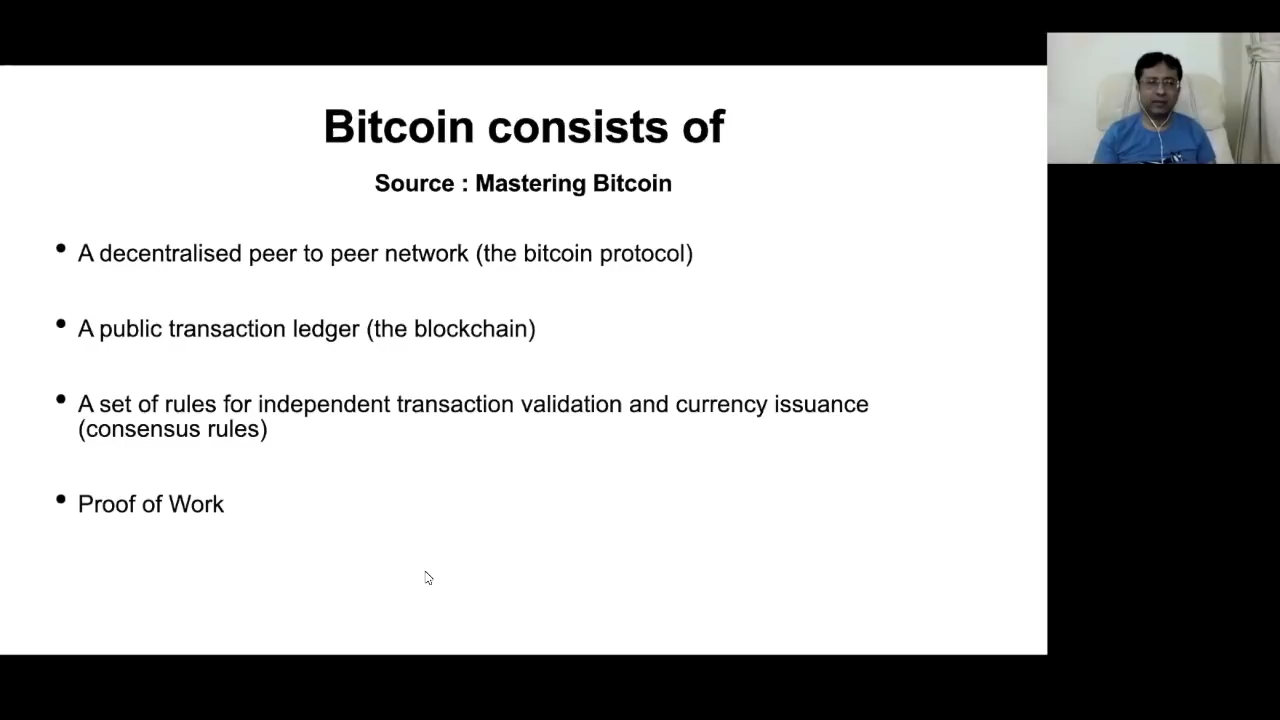 Bitcoin consists of
Source : Mastering Bitcoin
• A decentralised peer to peer network (the bitcoin protocol)
• A public transaction ledger (the blockchain)
• A set of rules for independent transaction validation and currency issuance
(consensus rules)
• Proof of Work